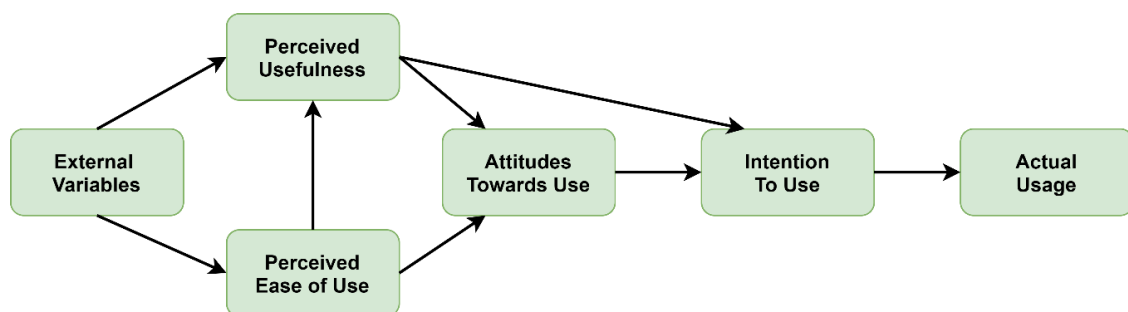 Perceived
Usefulness
External
Variables
Attitudes
Towards Use
Intention
To Use
Actual
Usage
Perceived
Ease of Use